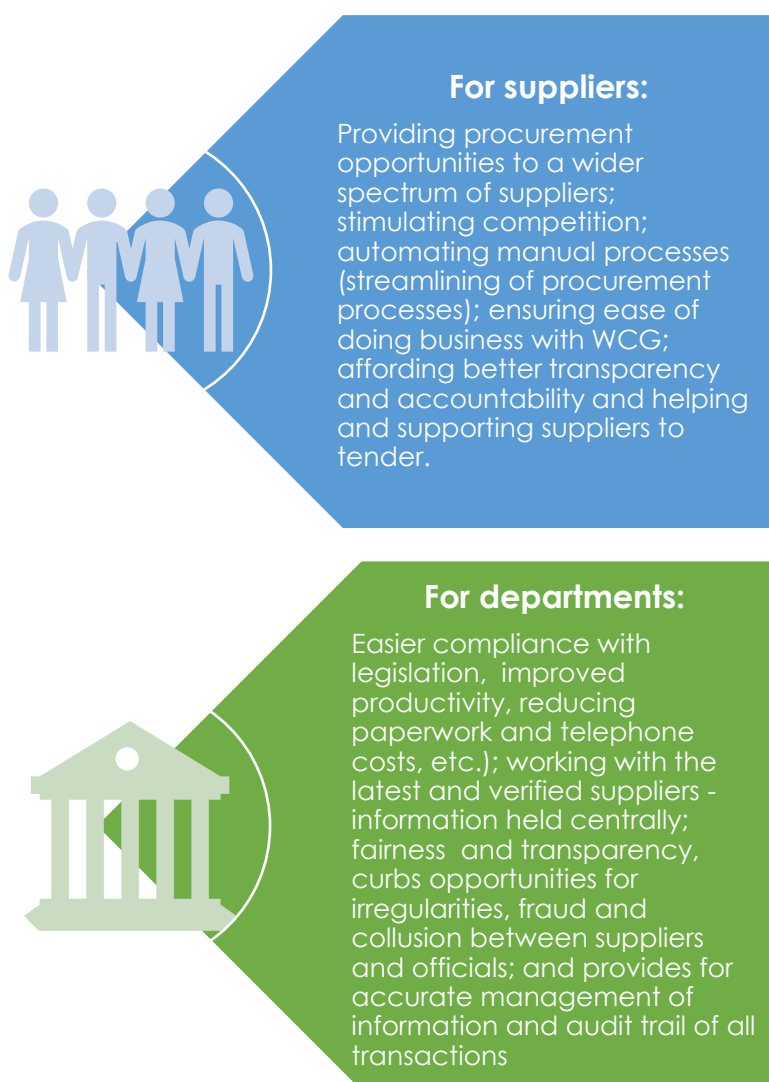 For suppliers:
Providing procurement
opportunities to a wider
spectrum of suppliers;
stimulating competition;
automating manual processes
(streamlining of procurement
processes); ensuring ease of
doing business with WCG;
affording better transparency
and accountability and helping
and supporting suppliers to
tender.
For departments:
Easier compliance with
legislation,  improved
productivity, reducing
paperwork and telephone
costs, etc.); working with the
latest and verified suppliers -
information held centrally;
fairness  and transparency,
curbs opportunities for
irregularities, fraud and
collusion between suppliers
and officials; and provides for
accurate management of
information and audit trail of all
transactions